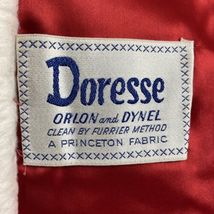 Doresse
ORLON and DYNEL
CLEAN BY FURRIER METHOD
A PRINCETON FABRIC